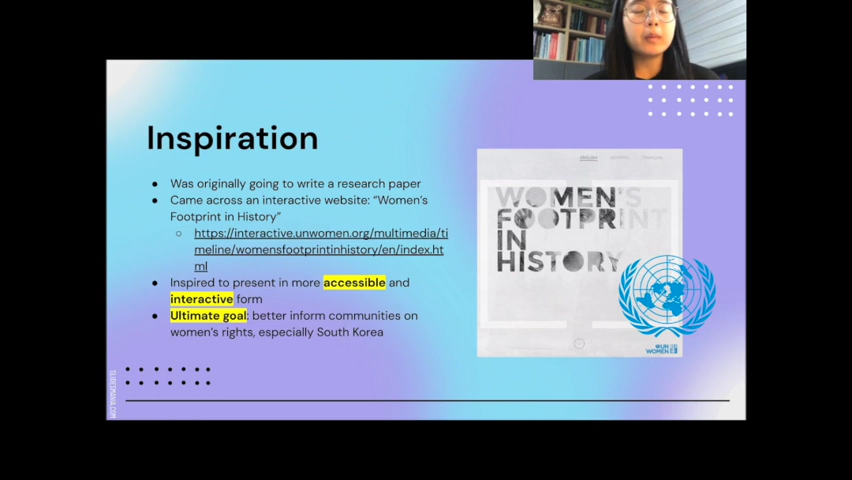 Inspiration
● Was originally going to write a research paper
● Came across an interactive website: “Women’s
Footprint in History”
○ https://interactive.unwomen.org/multimedia/ti
meline/womensfootprintinhistory/en/index.ht
ml
● Inspired to present in more accessible and
interactive form
● Ultimate goal: better inform communities on
women’s rights, especially South Korea
WOMEN'S
FOOTPRINT
IN
HISTORY
UN
WOMEN
SLIDESMANIA.COM